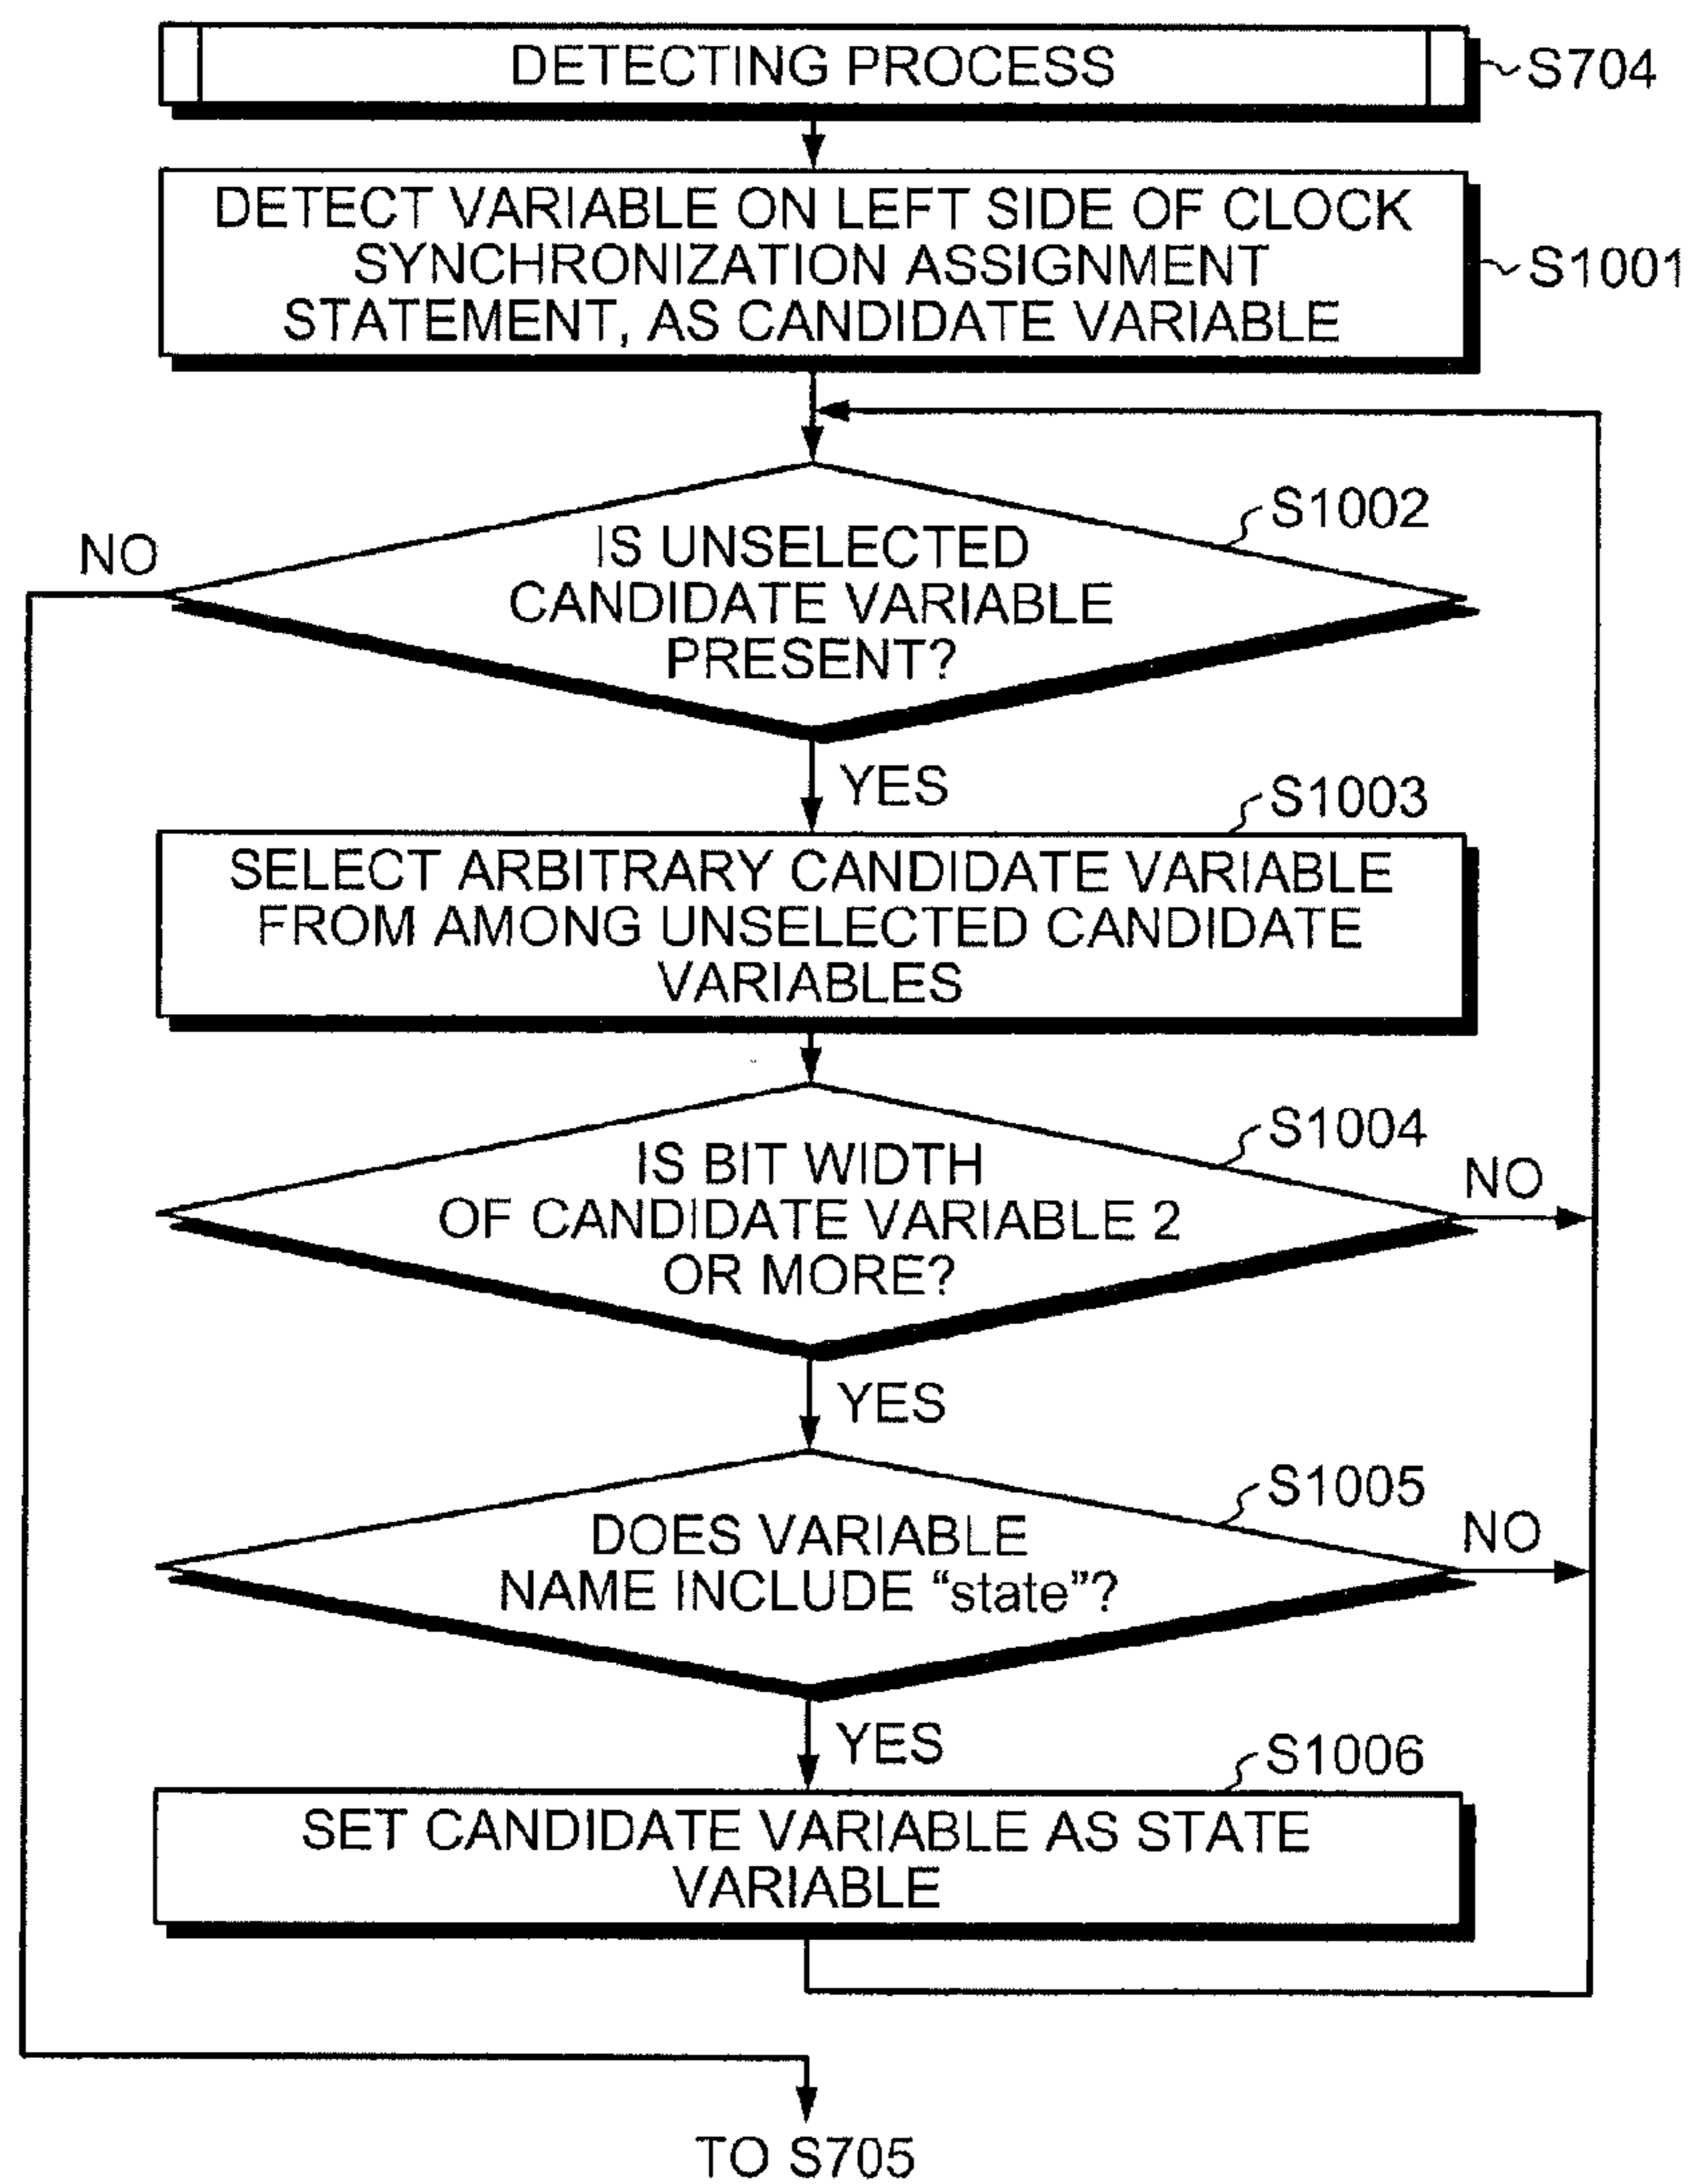 DETECTING PROCESS
S704
DETECT VARIABLE ON LEFT SIDE OF CLOCK
SYNCHRONIZATION ASSIGNMENT
STATEMENT, AS CANDIDATE VARIABLE
S1001
S1002
NO
IS UNSELECTED
CANDIDATE VARIABLE
PRESENT?
YES
S1003
SELECT ARBITRARY CANDIDATE VARIABLE
FROM AMONG UNSELECTED CANDIDATE
VARIABLES
S1004
IS BIT WIDTH
OF CANDIDATE VARIABLE 2
OR MORE?
NO
YES
S1005
DOES VARIABLE
NAME INCLUDE “state”?
NO
YES
S1006
SET CANDIDATE VARIABLE AS STATE
VARIABLE
TO S705